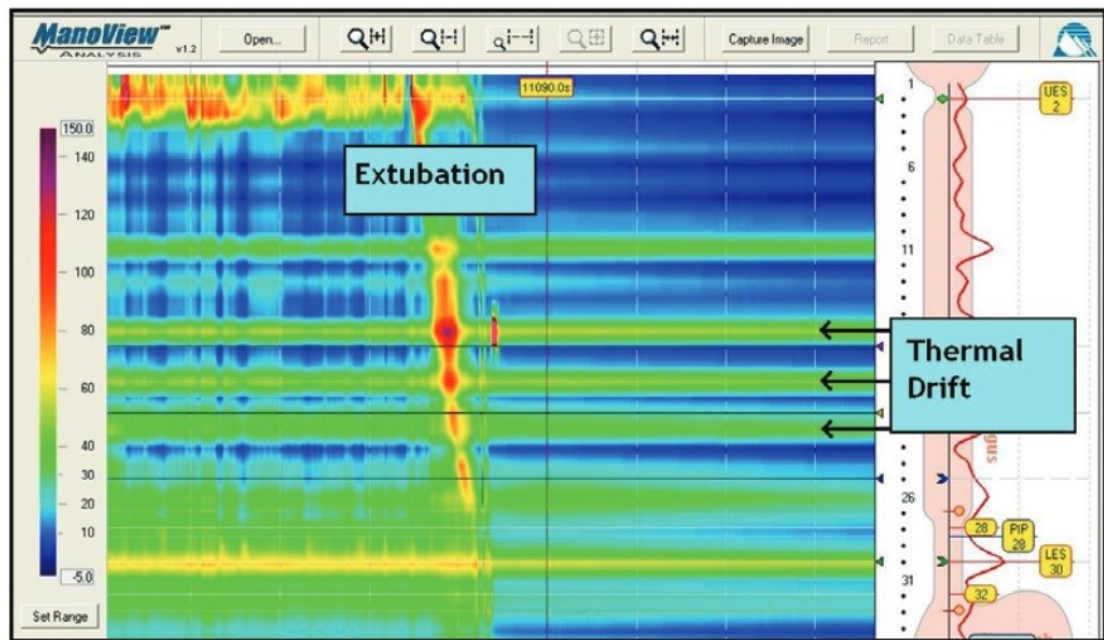 ManoView™
ANALYSIS v1.2
Open...
Capture Image
Report
Data Table
11090.0s
150.0
140
120
100
80
60
40
30
20
10
-5.0
Set Range
Extubation
Thermal
Drift
1
6
11
26
31
UES
2
gus
28
PIP
28
LES
30
32